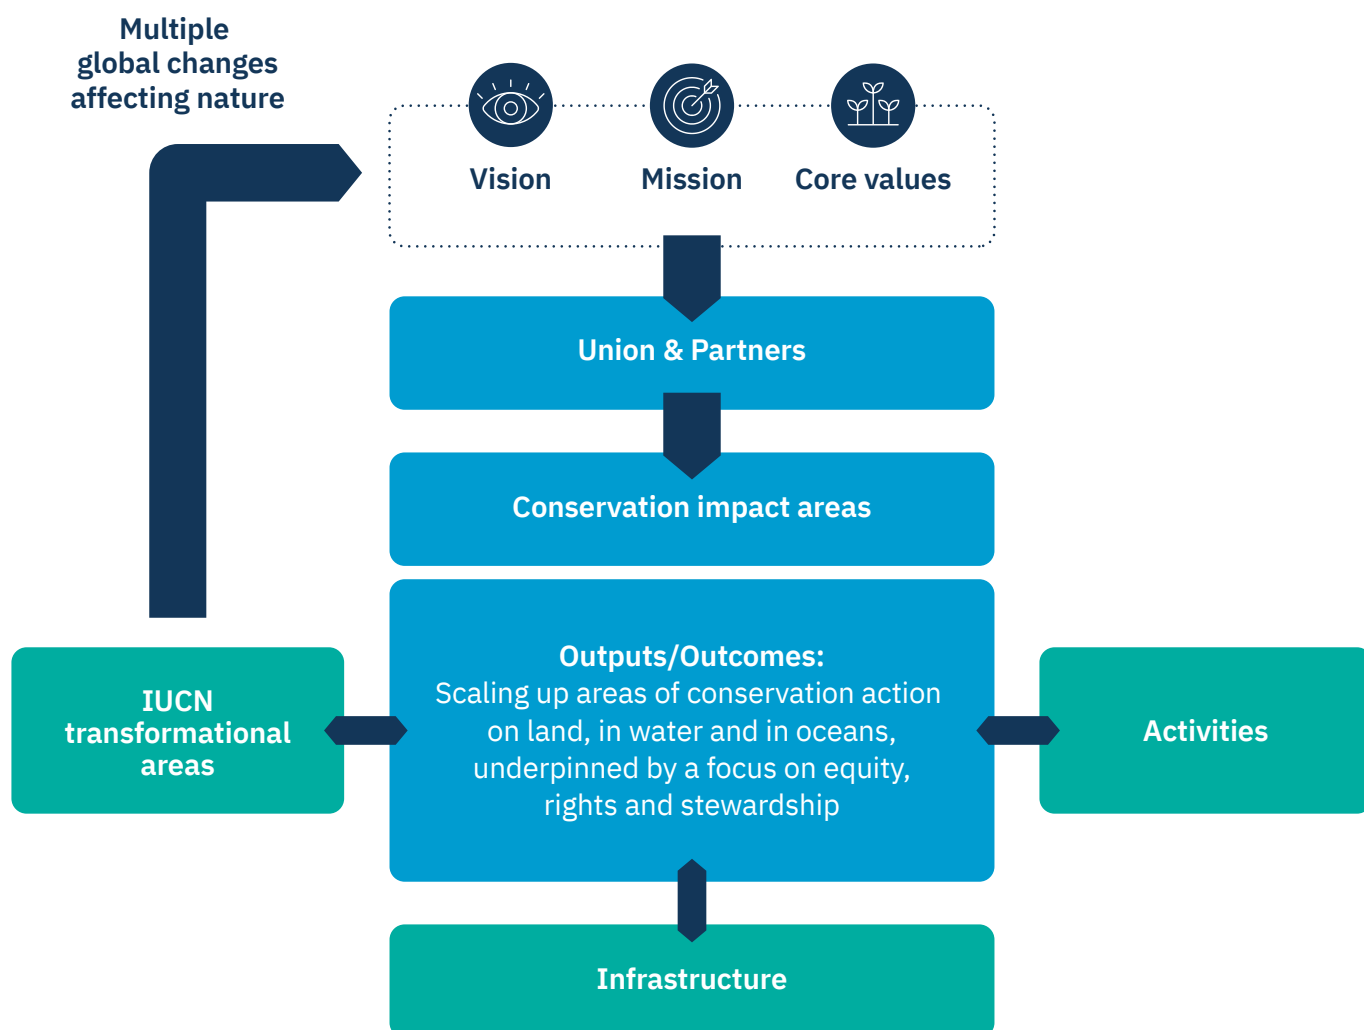 Multiple
global changes
affecting nature
Vision
Mission
Core values
Union & Partners
Conservation impact areas
Outputs/Outcomes:
Scaling up areas of conservation action
on land, in water and in oceans,
underpinned by a focus on equity,
rights and stewardship
IUCN
transformational
areas
Activities
Infrastructure